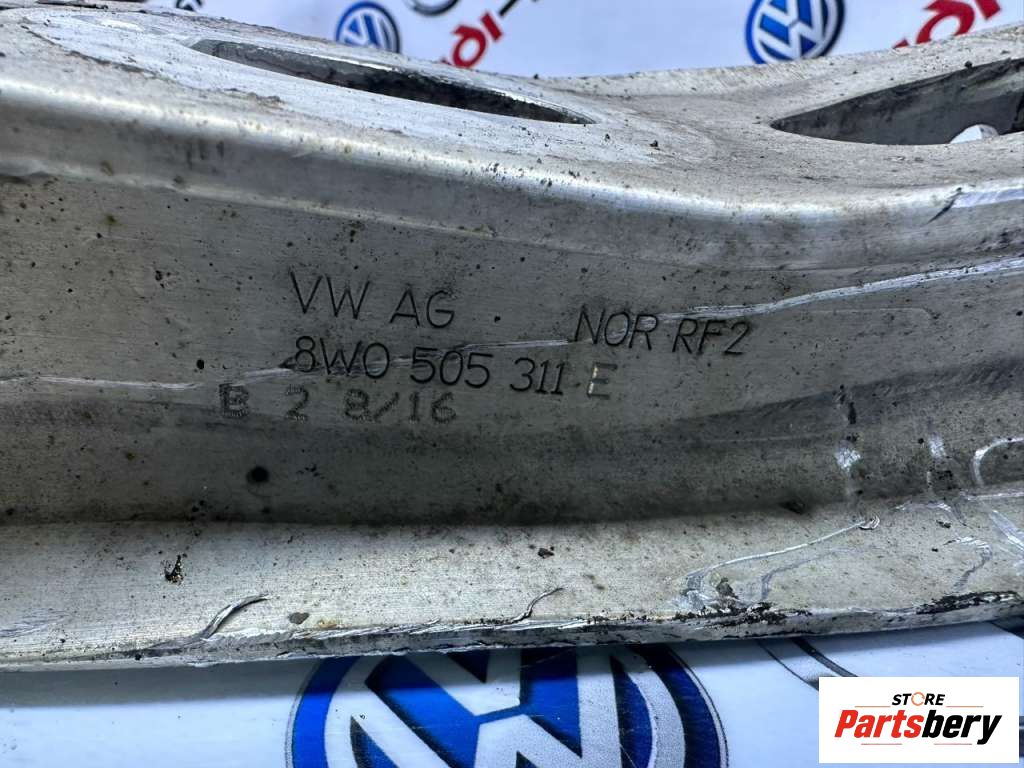 VW AG NOR RF2
8W0 505 311 E
B 2 8/16
STORE
Partsbery